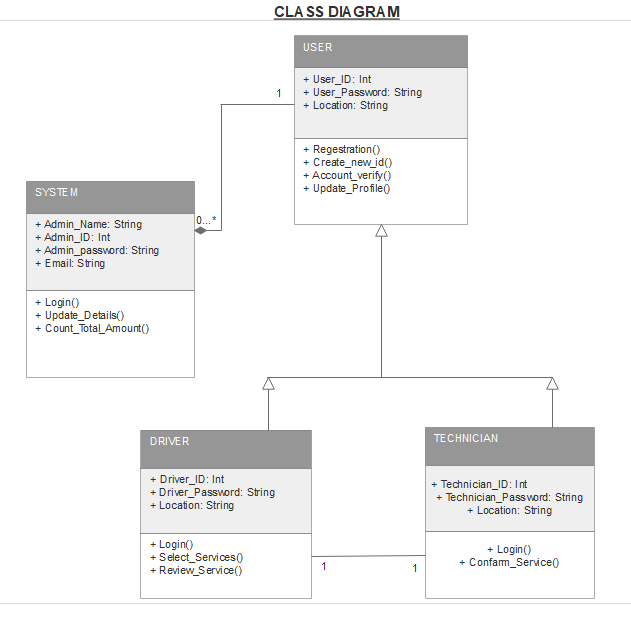 CLASS DIAGRAM
USER
+ User_ID: Int
+ User_Password: String
+ Location: String
+ Regestration()
+ Create_new_id()
+ Account_verify()
+ Update_Profile()
1
0...*
SYSTEM
+ Admin_Name: String
+ Admin_ID: Int
+ Admin_password: String
+ Email: String
+ Login()
+ Update_Details()
+ Count_Total_Amount()
DRIVER
+ Driver_ID: Int
+ Driver_Password: String
+ Location: String
+ Login()
+ Select_Services()
+ Review_Service()
1
1
TECHNICIAN
+ Technician_ID: Int
+ Technician_Password: String
+ Location: String
+ Login()
+ Confarm_Service()